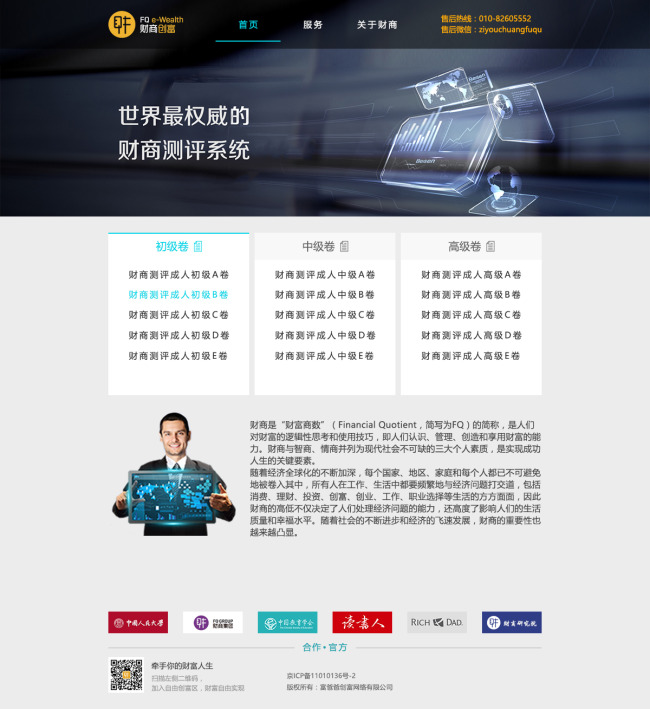 FQ e-Wealth
财商创富
首页
服务
关于财商
售后热线：010-82605552
售后微信：ziyouchuangfuqu
世界最权威的
财商测评系统
Besen
Besen
初级卷
中级卷
高级卷
财商测评成人初级A卷
财商测评成人中级A卷
财商测评成人高级A卷
财商测评成人初级B卷
财商测评成人中级B卷
财商测评成人高级B卷
财商测评成人初级C卷
财商测评成人中级C卷
财商测评成人高级C卷
财商测评成人初级D卷
财商测评成人中级D卷
财商测评成人高级D卷
财商测评成人初级E卷
财商测评成人中级E卷
财商测评成人高级E卷
财商是“财富商数”（Financial Quotient，简写为FQ）的简称，是人们
对财富的逻辑性思考和使用技巧，即人们认识、管理、创造和享用财富的能
力。财商与智商、情商并列为现代社会不可缺的三大个人素质，是实现成功
人生的关键要素。
随着经济全球化的不断加深，每个国家、地区、家庭和每个人都已不可避免
地被卷入其中，所有人在工作、生活中都要频繁地与经济问题打交道，包括
消费、理财、投资、创富、创业、工作、职业选择等生活的方方面面，因此
财商的高低不仅决定了人们处理经济问题的能力，还高度了影响人们的生活
质量和幸福水平。随着社会的不断进步和经济的飞速发展，财商的重要性也
越来越凸显。
中国人民大学
FQ GROUP
财商集团
中国教育学会
读书人
RICH DAD.
财富研究院
合作·官方
牵手你的财富人生
扫描左侧二维码，
加入自由创富区，财富自由实现
京ICP备11010136号-2
版权所有：富爸爸创富网络有限公司